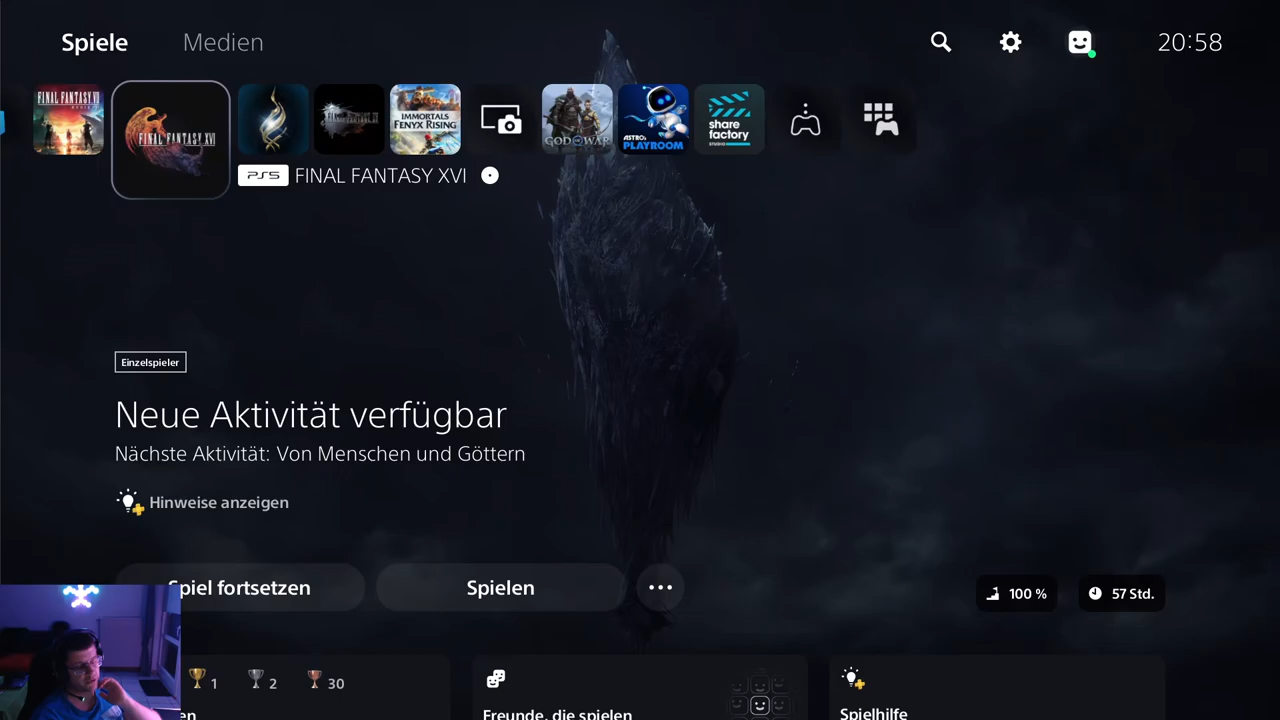 Spiele
Medien
20:58
FINAL FANTASY VII
FINAL FANTASY XVI
IMMORTALS
FENYX RISING
GOD OF WAR
ASTRO's
PLAYROOM
share
factory
STUDIO
PS5 FINAL FANTASY XVI
Einzelspieler
Neue Aktivität verfügbar
Nächste Aktivität: Von Menschen und Göttern
Hinweise anzeigen
Spiel fortsetzen
Spielen
100 %
57 Std.
1
2
30
en
Freunde, die spielen
Spielhilfe